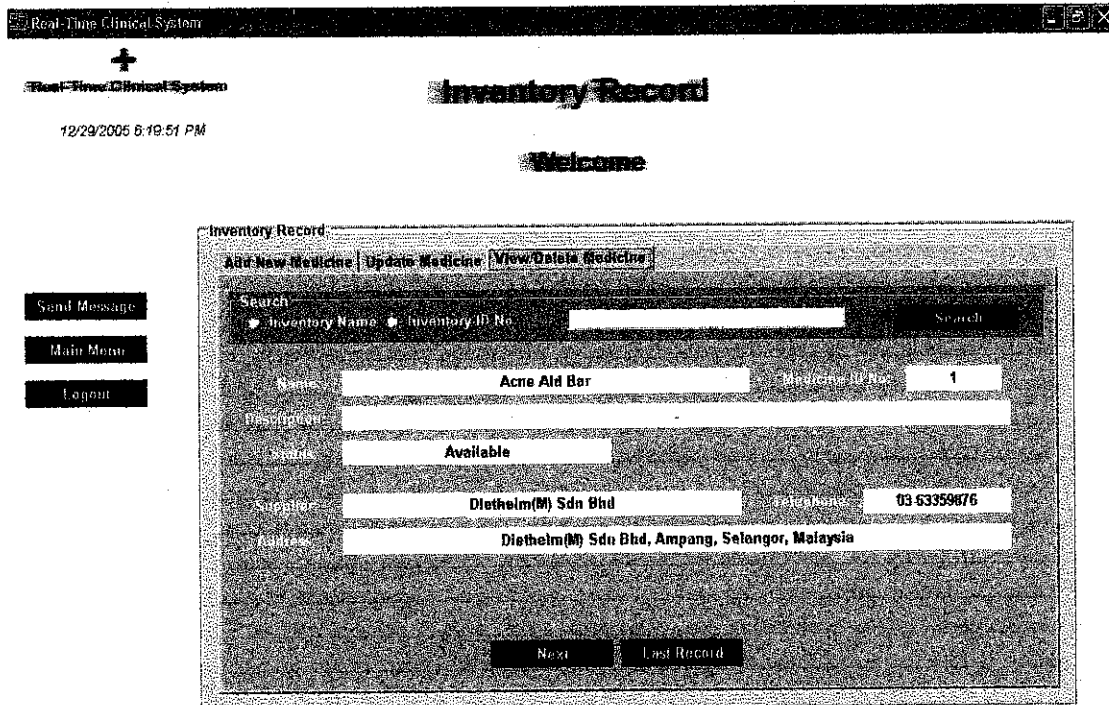 Real-Time Clinical System
Real-Time Clinical System
Inventory Record
12/29/2005 6:19:51 PM
Welcome
Inventory Record
Add New Medicine Update Medicine View/Delete Medicine
Send Message
Main Menu
Logout
Search
Inventory Name Inventory ID No Search
Name Acne Aid Bar Medicine ID No 1
Description -
Status Available
Supplier Diethelm(M) Sdn Bhd Telephone 03-63359876
Address Diethelm(M) Sdn Bhd, Ampang, Selangor, Malaysia
Next Last Record